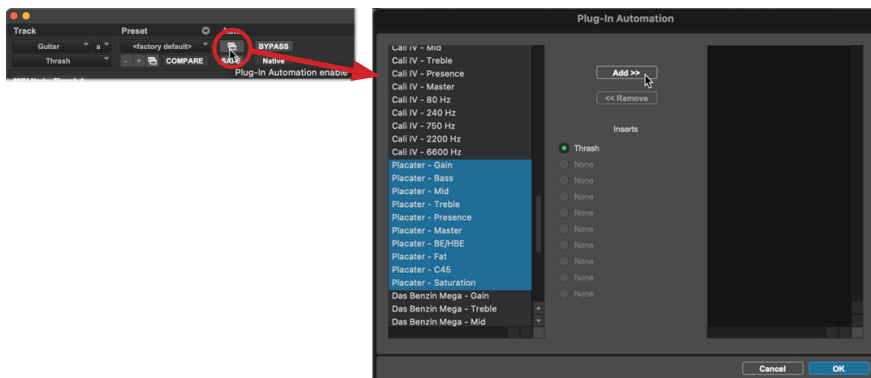 Track
Preset
Auto
Guitar
a
<factory default>
BYPASS
Thrash
- +
COMPARE
SAFE
Native
Plug-In Automation enable
MIDI Node: Thrash 1
Plug-In Automation
Cali IV - Mid
Cali IV - Treble
Cali IV - Presence
Cali IV - Master
Cali IV - 80 Hz
Cali IV - 240 Hz
Cali IV - 750 Hz
Cali IV - 2200 Hz
Cali IV - 6600 Hz
Placater - Gain
Placater - Bass
Placater - Mid
Placater - Treble
Placater - Presence
Placater - Master
Placater - BE/HBE
Placater - Fat
Placater - C45
Placater - Saturation
Das Benzin Mega - Gain
Das Benzin Mega - Treble
Das Benzin Mega - Mid
Add >>
<< Remove
Inserts
Thrash
None
None
None
None
None
None
None
None
None
Cancel
OK